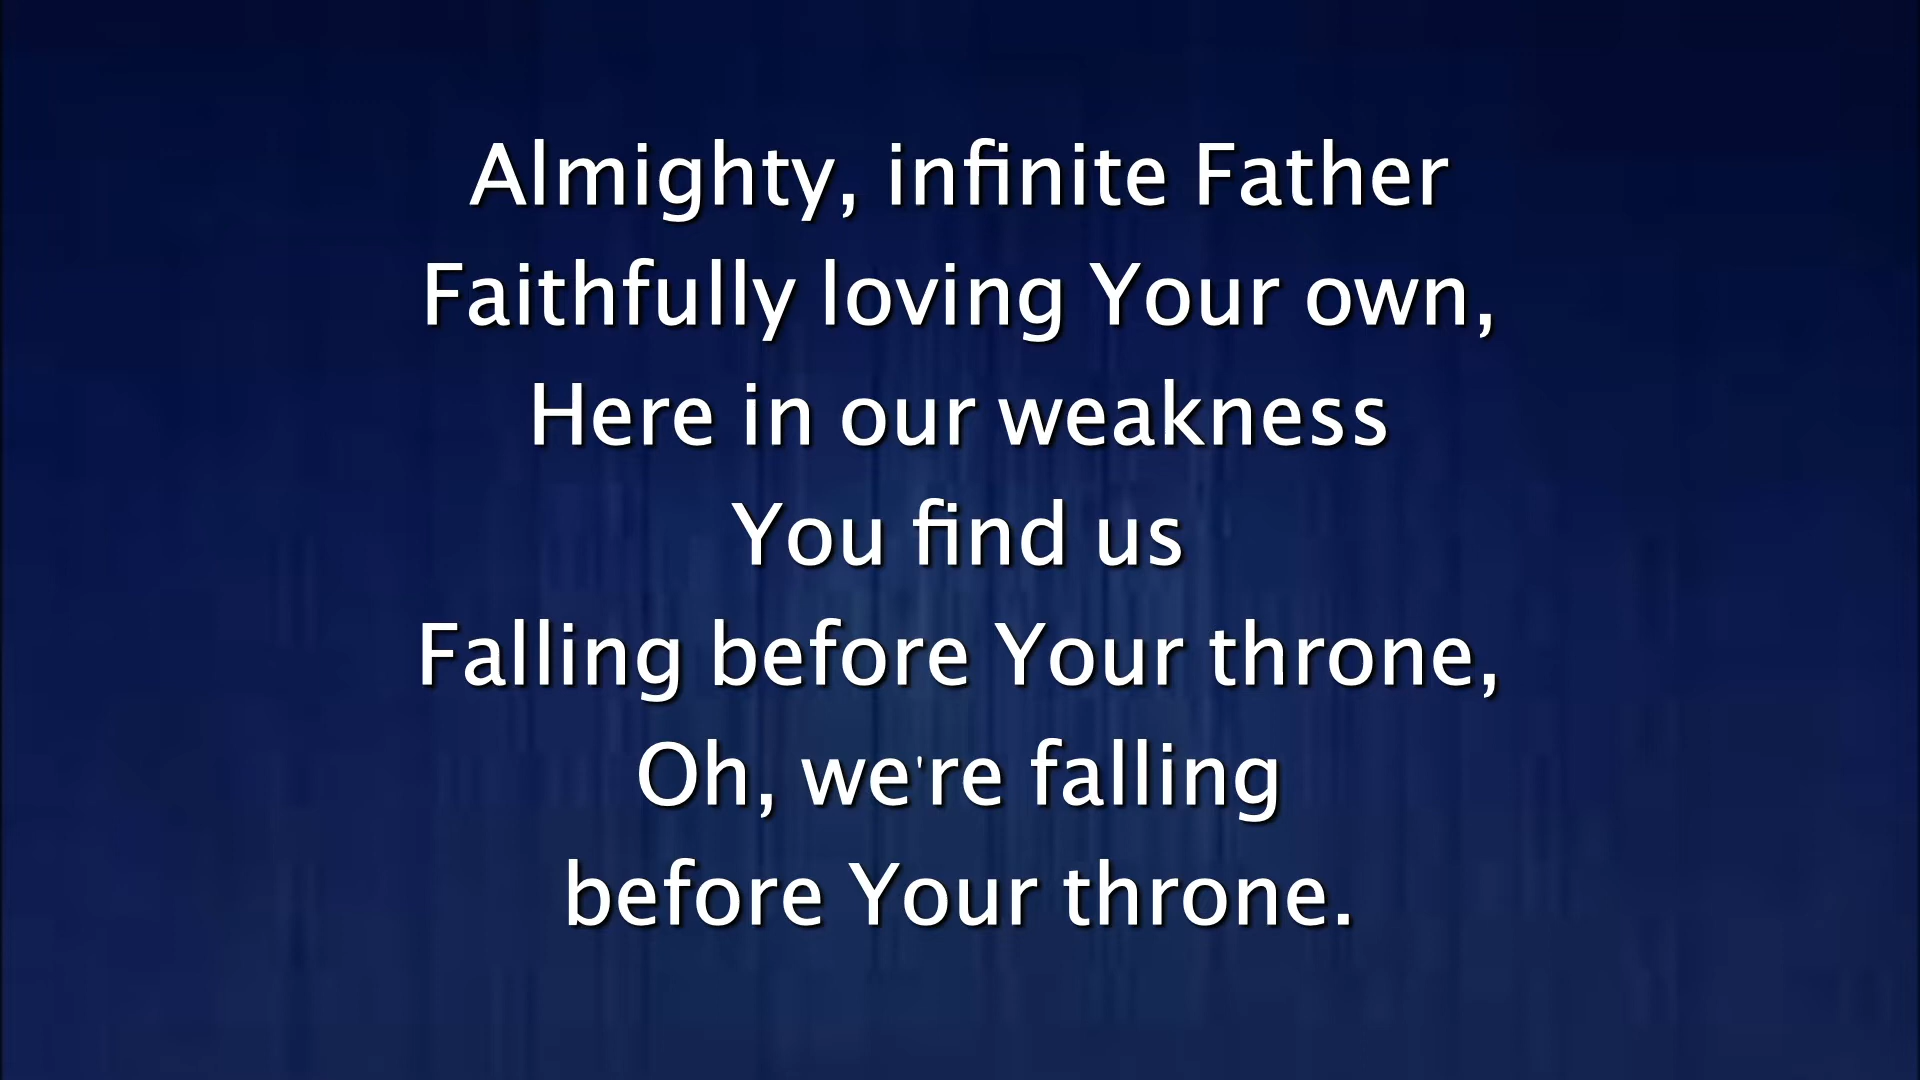 Almighty, infinite Father
Faithfully loving Your own,
Here in our weakness
You find us
Falling before Your throne,
Oh, we're falling
before Your throne.